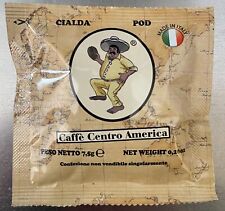 CIALDA POD
MADE IN ITALY
®
Caffè Centro America
PESO NETTO 7,5g ℮ NET WEIGHT 0,2 oz
Confezione non vendibile singolarmente